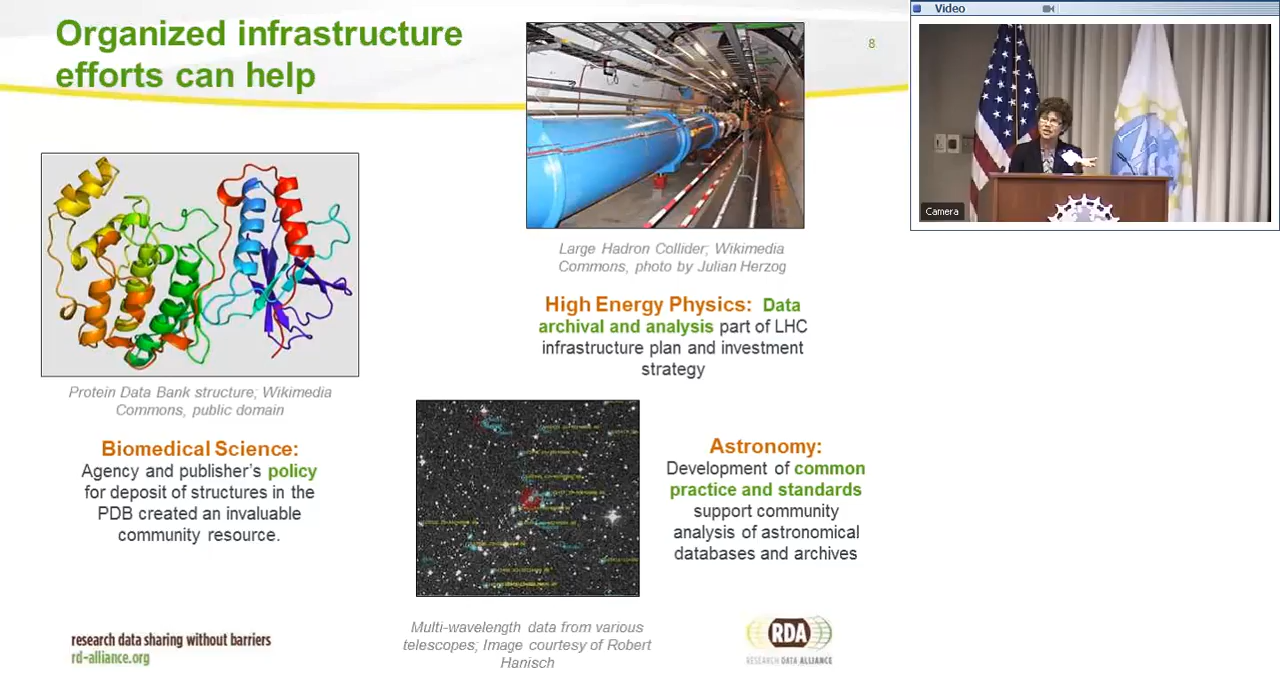 Organized infrastructure
efforts can help
8
Video
Camera
Large Hadron Collider; Wikimedia
Commons, photo by Julian Herzog
High Energy Physics: Data
archival and analysis part of LHC
infrastructure plan and investment
strategy
Protein Data Bank structure; Wikimedia
Commons, public domain
Biomedical Science:
Agency and publisher's policy
for deposit of structures in the
PDB created an invaluable
community resource.
Astronomy:
Development of common
practice and standards
support community
analysis of astronomical
databases and archives
Multi-wavelength data from various
telescopes; Image courtesy of Robert
Hanisch
research data sharing without barriers
rd-alliance.org
RDA
RESEARCH DATA ALLIANCE